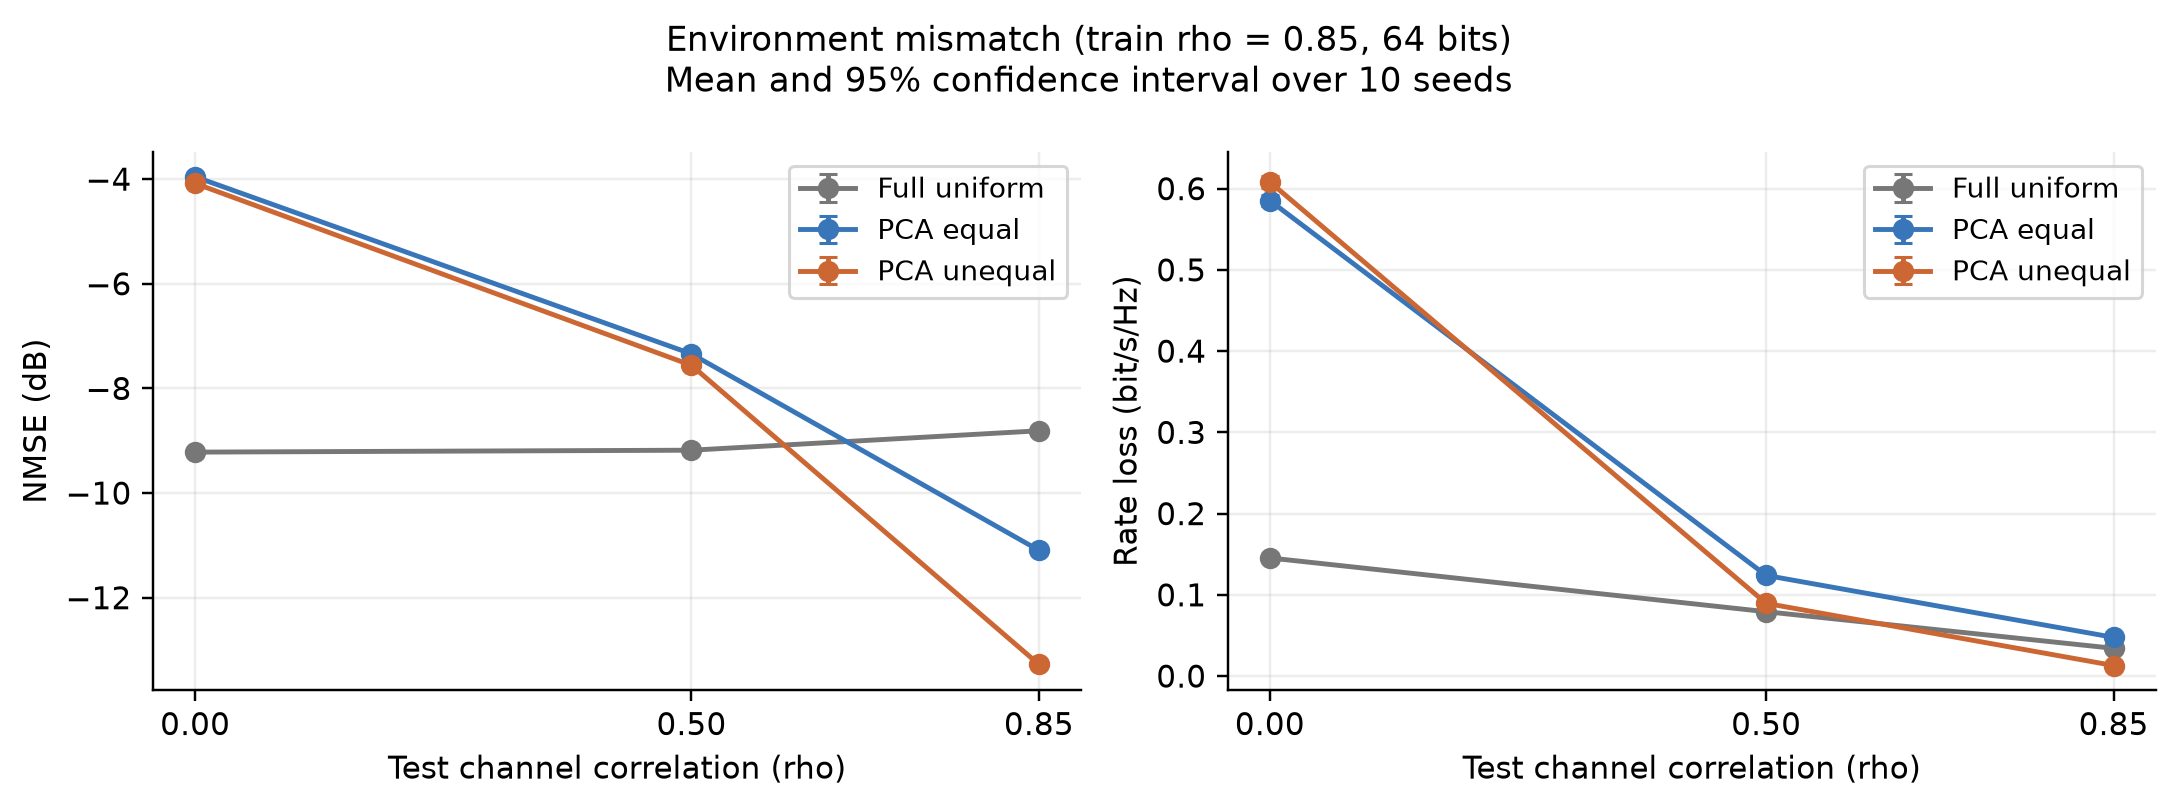 Environment mismatch (train rho = 0.85, 64 bits)
Mean and 95% confidence interval over 10 seeds
NMSE (dB)
−4
−6
−8
−10
−12
0.00
0.50
0.85
Test channel correlation (rho)
Full uniform
PCA equal
PCA unequal
Rate loss (bit/s/Hz)
0.6
0.5
0.4
0.3
0.2
0.1
0.0
0.00
0.50
0.85
Test channel correlation (rho)
Full uniform
PCA equal
PCA unequal